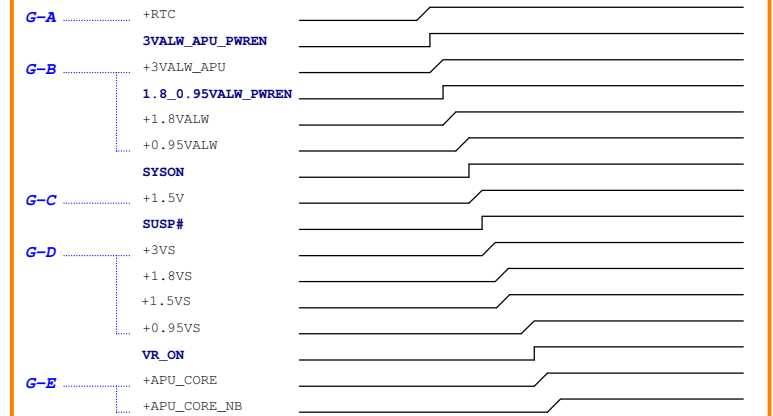 G-A +RTC
3VALW_APU_PWREN
G-B +3VALW_APU
1.8_0.95VALW_PWREN
+1.8VALW
+0.95VALW
SYSON
G-C +1.5V
SUSP#
G-D +3VS
+1.8VS
+1.5VS
+0.95VS
VR_ON
G-E +APU_CORE
+APU_CORE_NB